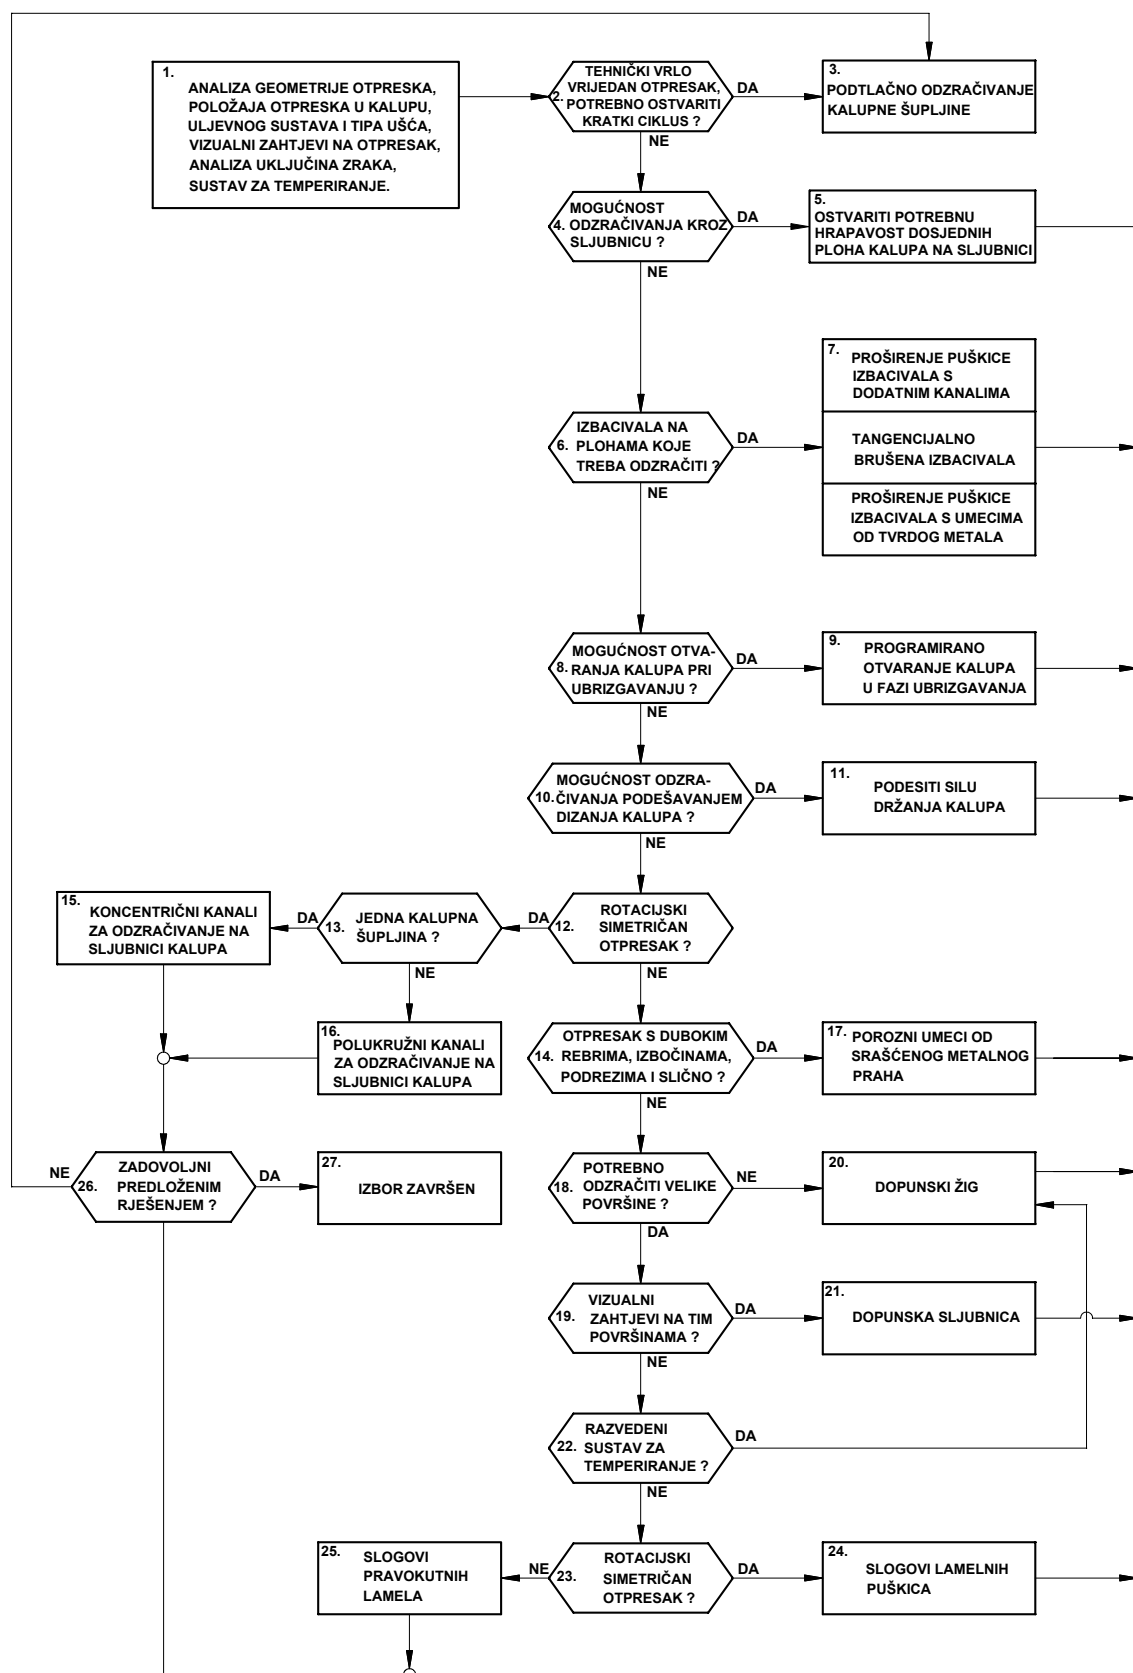 1.
ANALIZA GEOMETRIJE OTPRESKA,
POLOŽAJA OTPRESKA U KALUPU,
ULJEVNOG SUSTAVA I TIPA UŠĆA,
VIZUALNI ZAHTJEVI NA OTPRESAK,
ANALIZA UKLJUČINA ZRAKA,
SUSTAV ZA TEMPERIRANJE.
TEHNIČKI VRLO
VRIJEDAN OTPRESAK,
2. POTREBNO OSTVARITI
KRATKI CIKLUS ?
DA
NE
3.
PODTLAČNO ODZRAČIVANJE
KALUPNE ŠUPLJINE
MOGUĆNOST
4. ODZRAČIVANJA KROZ
SLJUBNICU ?
DA
NE
5.
OSTVARITI POTREBNU
HRAPAVOST DOSJEDNIH
PLOHA KALUPA NA SLJUBNICI
IZBACIVALA NA
6. PLOHAMA KOJE
TREBA ODZRAČITI ?
DA
NE
7.
PROŠIRENJE PUŠKICE
IZBACIVALA S
DODATNIM KANALIMA
TANGENCIJALNO
BRUŠENA IZBACIVALA
PROŠIRENJE PUŠKICE
IZBACIVALA S UMECIMA
OD TVRDOG METALA
MOGUĆNOST OTVA-
8. RANJA KALUPA PRI
UBRIZGAVANJU ?
DA
NE
9.
PROGRAMIRANO
OTVARANJE KALUPA
U FAZI UBRIZGAVANJA
MOGUĆNOST ODZRA-
10. ČIVANJA PODEŠAVANJEM
DIZANJA KALUPA ?
DA
NE
11.
PODESITI SILU
DRŽANJA KALUPA
ROTACIJSKI
12. SIMETRIČAN
OTPRESAK ?
DA
NE
JEDNA KALUPNA
13. ŠUPLJINA ?
DA
NE
15.
KONCENTRIČNI KANALI
ZA ODZRAČIVANJE NA
SLJUBNICI KALUPA
16.
POLUKRUŽNI KANALI
ZA ODZRAČIVANJE NA
SLJUBNICI KALUPA
OTPRESAK S DUBOKIM
14. REBRIMA, IZBOČINAMA,
PODREZIMA I SLIČNO ?
DA
NE
17. POROZNI UMECI OD
SRAŠĆENOG METALNOG
PRAHA
ZADOVOLJNI
26. PREDLOŽENIM
RJEŠENJEM ?
NE
DA
27.
IZBOR ZAVRŠEN
POTREBNO
18. ODZRAČITI VELIKE
POVRŠINE ?
NE
DA
20.
DOPUNSKI ŽIG
VIZUALNI
19. ZAHTJEVI NA TIM
POVRŠINAMA ?
DA
NE
21.
DOPUNSKA SLJUBNICA
RAZVEDENI
22. SUSTAV ZA
TEMPERIRANJE ?
DA
NE
ROTACIJSKI
23. SIMETRIČAN
OTPRESAK ?
NE
DA
25.
SLOGOVI
PRAVOKUTNIH
LAMELA
24.
SLOGOVI LAMELNIH
PUŠKICA